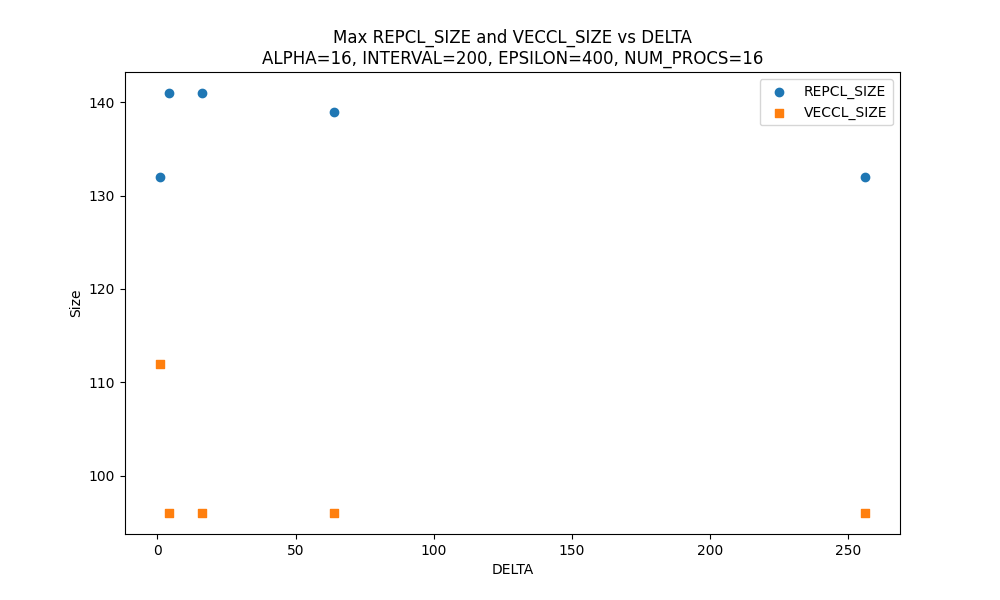 Max REPCL_SIZE and VECCL_SIZE vs DELTA
ALPHA=16, INTERVAL=200, EPSILON=400, NUM_PROCS=16
REPCL_SIZE
VECCL_SIZE
140
130
120
110
100
Size
0
50
100
150
200
250
DELTA